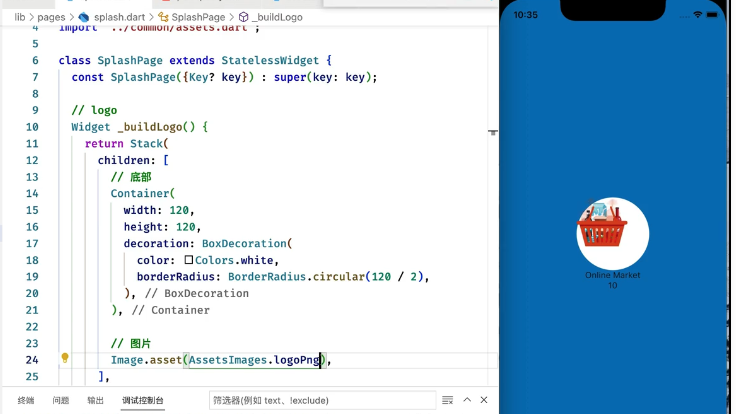 lib > pages > splash.dart > SplashPage > _buildLogo
4 import '../common/assets.dart';
5
6 class SplashPage extends StatelessWidget {
7 const SplashPage({Key? key}) : super(key: key);
8
9 // logo
10 Widget _buildLogo() {
11 return Stack(
12 children: [
13 // 底部
14 Container(
15 width: 120,
16 height: 120,
17 decoration: BoxDecoration(
18 color: Colors.white,
19 borderRadius: BorderRadius.circular(120 / 2),
20 ), // BoxDecoration
21 ), // Container
22
23 // 图片
24 Image.asset(AssetsImages.logoPng),
25 ],
终端 问题 输出 调试控制台 筛选器(例如 text、!exclude)
10:35
Online Market
10